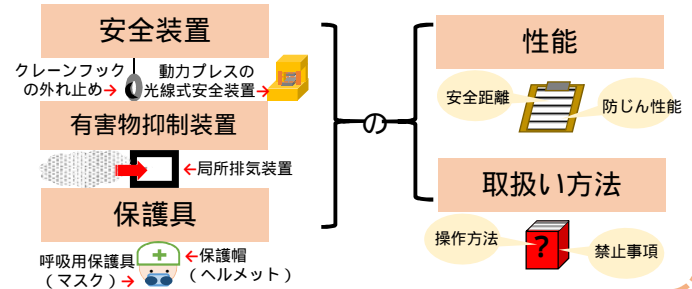 安全装置
クレーンフック
の外れ止め→
動力プレスの
光線式安全装置→
有害物抑制装置
←局所排気装置
保護具
呼吸用保護具
（マスク）→
←保護帽
（ヘルメット）
の
性能
安全距離
防じん性能
取扱い方法
操作方法
?
禁止事項